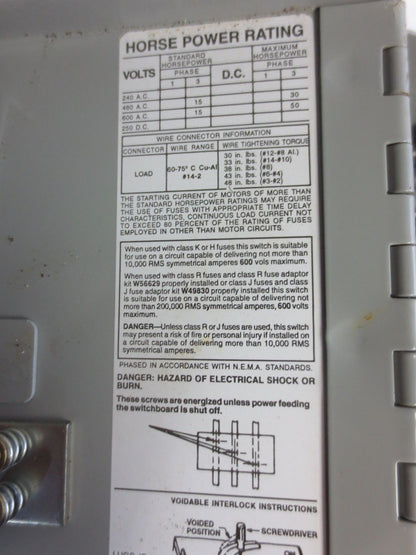 HORSE POWER RATING
VOLTS
STANDARD HORSEPOWER
D.C.
MAXIMUM HORSEPOWER
PHASE
PHASE
1 3
1 3
240 A.C.
480 A.C. 15 30
600 A.C. 15 50
250 D.C.
WIRE CONNECTOR INFORMATION
CONNECTOR WIRE RANGE WIRE TIGHTENING TORQUE
LOAD
60-75° C Cu-Al
#14-2
30 in. lbs. (#12-#8 Al.)
33 in. lbs. (#14-#10)
38 in. lbs. (#8)
43 in. lbs. (#6-#4)
48 in. lbs. (#3-#2)
THE STARTING CURRENT OF MOTORS OF MORE THAN
THE STANDARD HORSEPOWER RATING MAY REQUIRE
THE USE OF FUSES WITH APPROPRIATE TIME DELAY
CHARACTERISTICS, CONTINUOUS LOAD CURRENT NOT
TO EXCEED 80 PERCENT OF THE RATING OF FUSES
EMPLOYED IN OTHER THAN MOTOR CIRCUITS.
When used with class K or H fuses this switch is suitable
for use on a circuit capable of delivering not more than
10,000 RMS symmetrical amperes 600 volts maximum.
When used with class R fuses and class R fuse adaptor
kit W56629 properly installed or class J fuses and class
J fuse adaptor kit W49830 properly installed this switch
is suitable for use on a circuit capable of delivering not
more than 200,000 RMS symmetrical amperes, 600 volts
maximum.
DANGER—Unless class R or J fuses are used, this switch
may present a risk of fire or personal injury if installed on
a circuit capable of delivering more than 10,000 RMS
symmetrical amperes.
PHASED IN ACCORDANCE WITH N.E.M.A. STANDARDS.
DANGER: HAZARD OF ELECTRICAL SHOCK OR
BURN.
These screws are energized unless power feeding
the switchboard is shut off.
VOIDABLE INTERLOCK INSTRUCTIONS
VOIDED
POSITION
SCREWDRIVER
ON